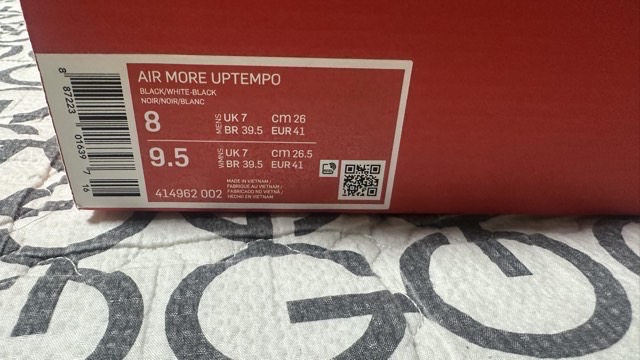 AIR MORE UPTEMPO
BLACK/WHITE-BLACK
NOIR/NOIR/BLANC
8 MENS UK 7 CM 26
BR 39.5 EUR 41
9.5 WMNS UK 7 CM 26.5
BR 39.5 EUR 41
414962 002
MADE IN VIETNAM /
FABRIQUÉ AU VIETNAM /
FABRICADO NO VIETNÃ /
HECHO EN VIETNAM
8 87223 01639 7 16